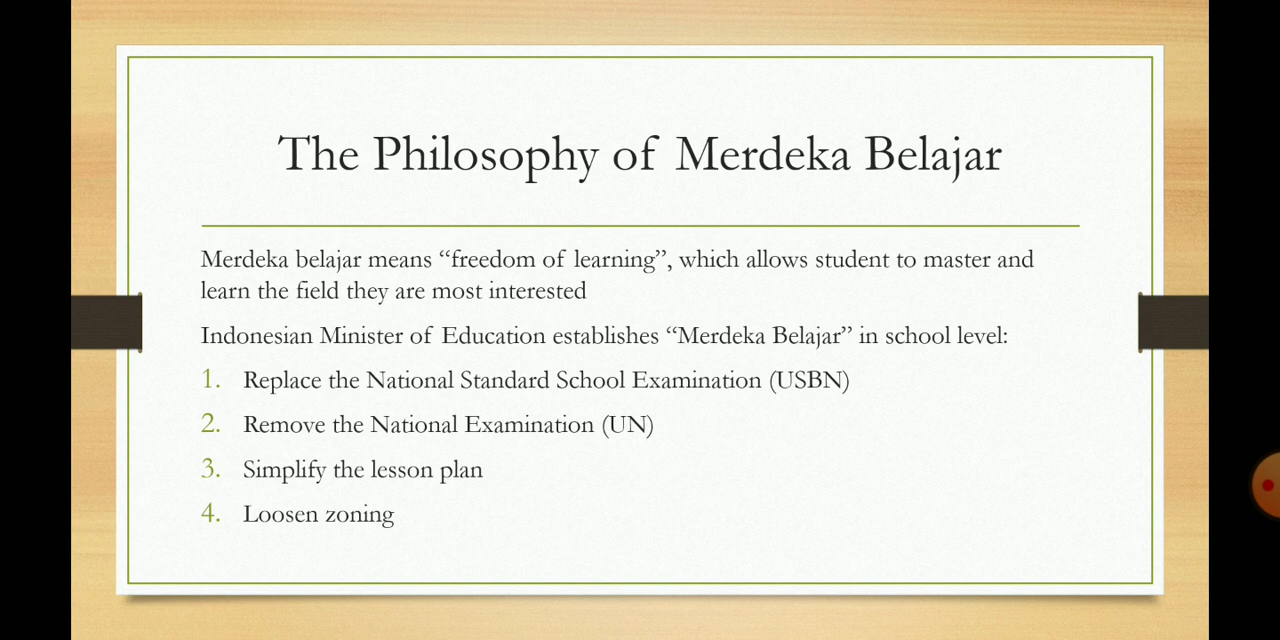 The Philosophy of Merdeka Belajar
Merdeka belajar means “freedom of learning”, which allows student to master and
learn the field they are most interested
Indonesian Minister of Education establishes “Merdeka Belajar” in school level:
1. Replace the National Standard School Examination (USBN)
2. Remove the National Examination (UN)
3. Simplify the lesson plan
4. Loosen zoning